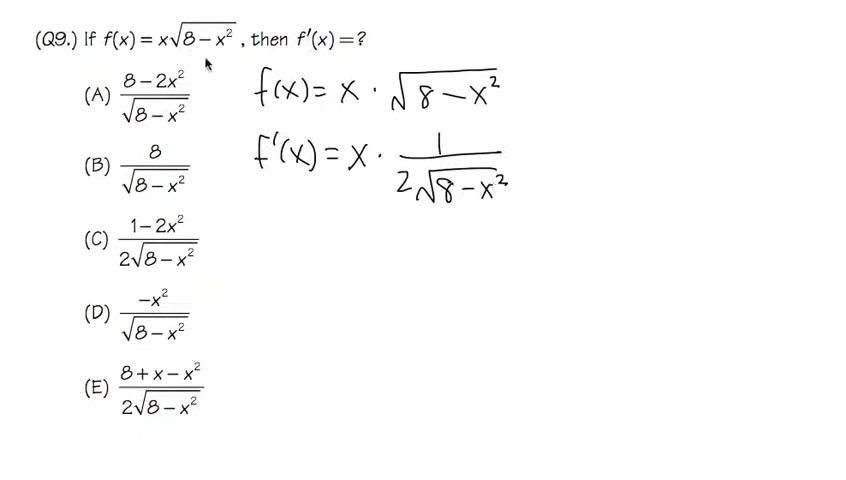 (Q9.) If f(x) = x√(8 − x²), then f'(x) = ?
(A) (8 − 2x²)/√(8 − x²)
(B) 8/√(8 − x²)
(C) (1 − 2x²)/(2√(8 − x²))
(D) −x²/√(8 − x²)
(E) (8 + x − x²)/(2√(8 − x²))
f(x) = x · √(8 − x²)
f'(x) = x · 1/(2√(8 − x²))